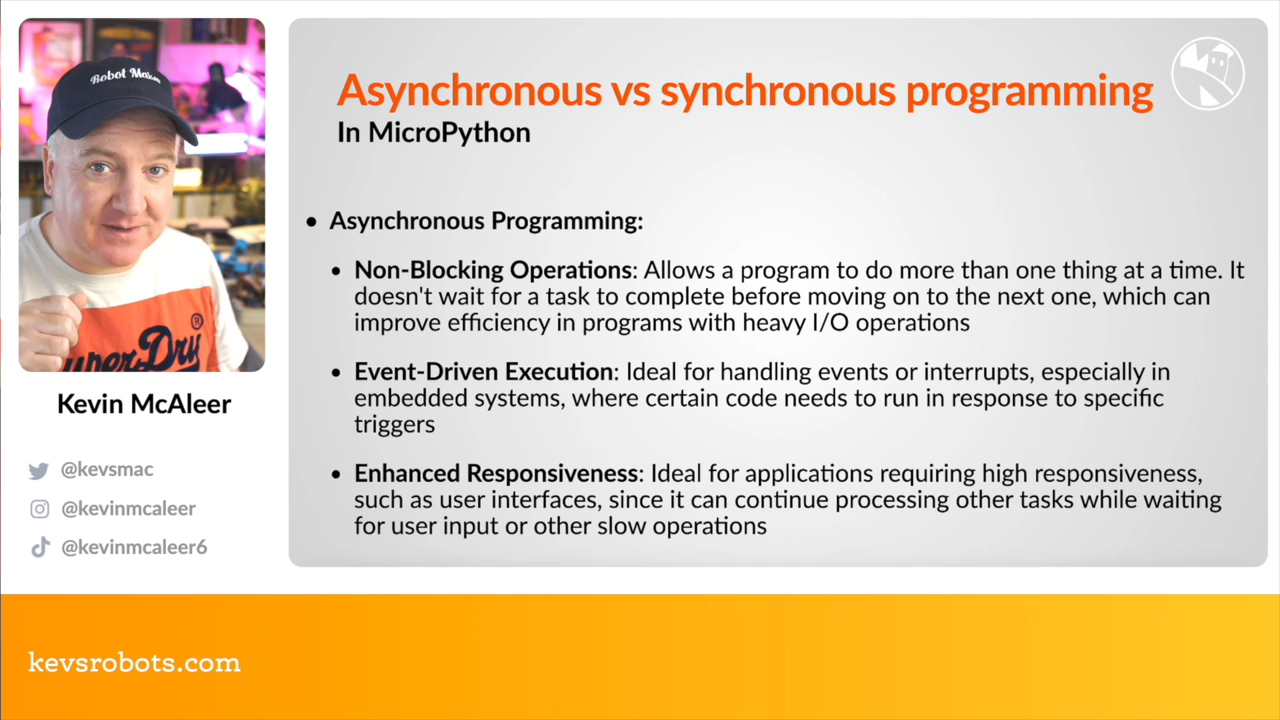 Robot Maker
®
uper Dry
Kevin McAleer
@kevsmac
@kevinmcaleer
@kevinmcaleer6
Asynchronous vs synchronous programming
In MicroPython
• Asynchronous Programming:
• Non-Blocking Operations: Allows a program to do more than one thing at a time. It
doesn't wait for a task to complete before moving on to the next one, which can
improve efficiency in programs with heavy I/O operations
• Event-Driven Execution: Ideal for handling events or interrupts, especially in
embedded systems, where certain code needs to run in response to specific
triggers
• Enhanced Responsiveness: Ideal for applications requiring high responsiveness,
such as user interfaces, since it can continue processing other tasks while waiting
for user input or other slow operations
kevsrobots.com